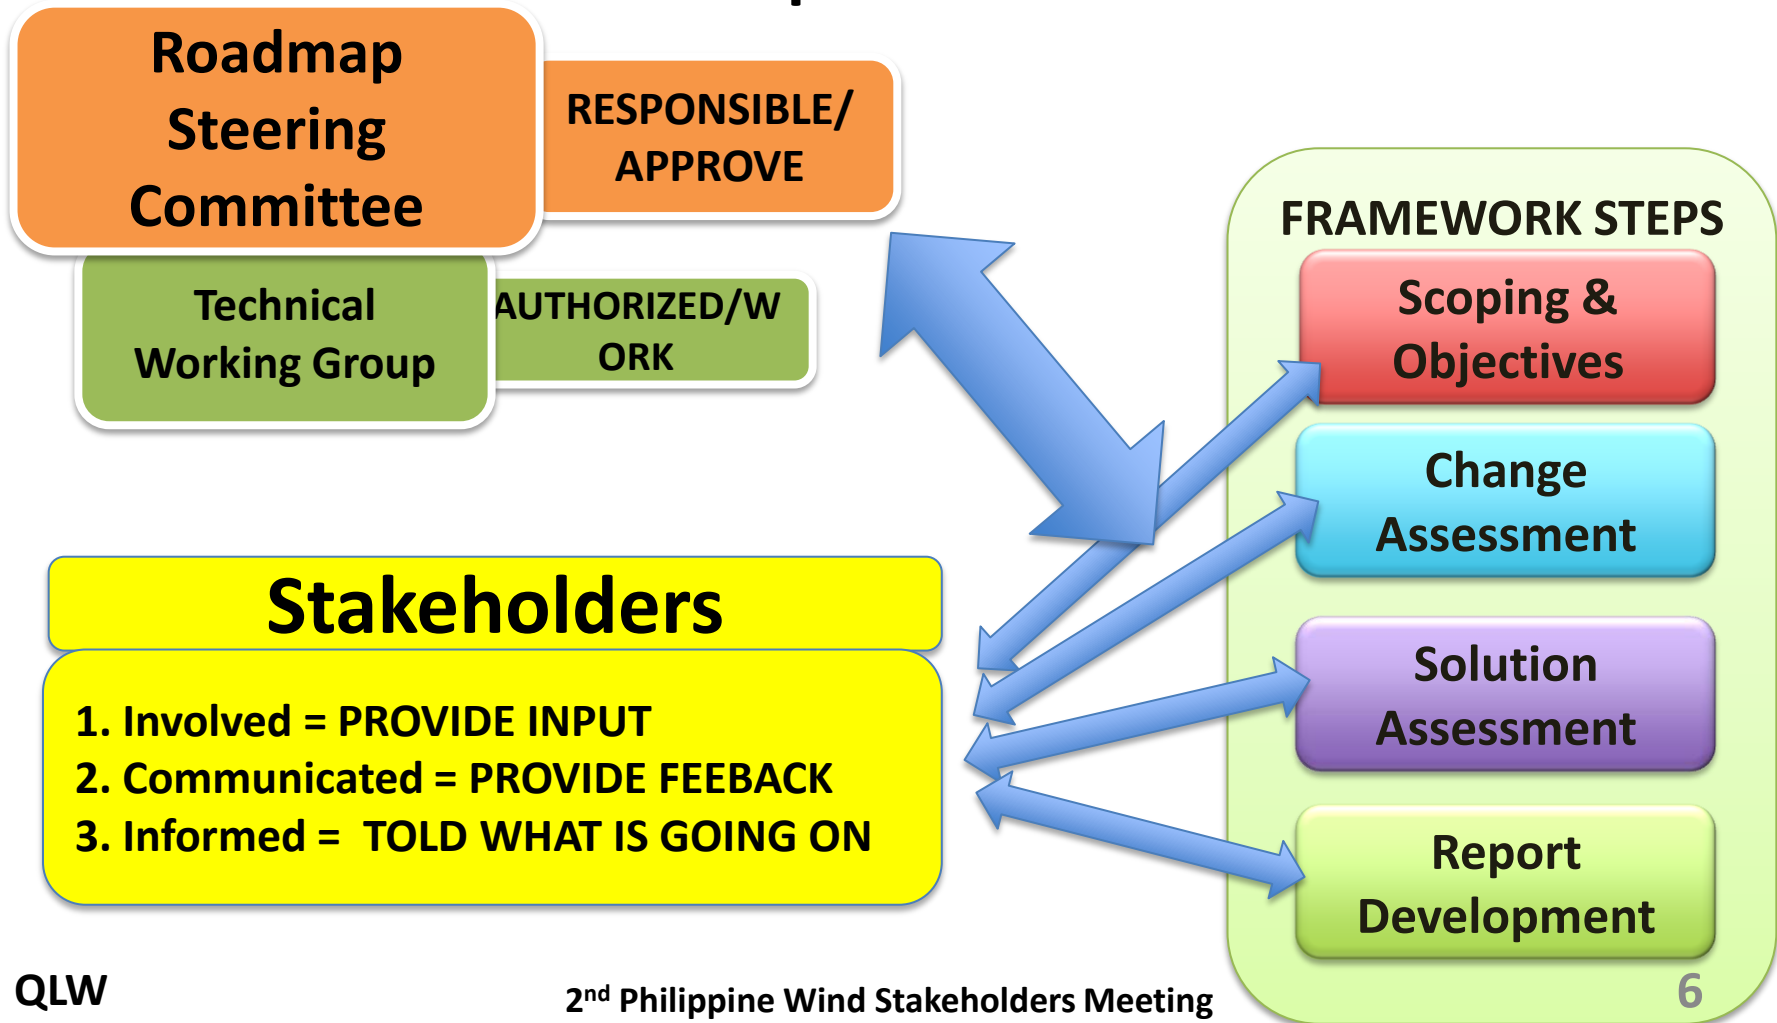 Roadmap
Steering
Committee
RESPONSIBLE/
APPROVE
Technical
Working Group
AUTHORIZED/W
ORK
Stakeholders
1. Involved = PROVIDE INPUT
2. Communicated = PROVIDE FEEBACK
3. Informed = TOLD WHAT IS GOING ON
FRAMEWORK STEPS
Scoping &
Objectives
Change
Assessment
Solution
Assessment
Report
Development
QLW
2nd Philippine Wind Stakeholders Meeting
6